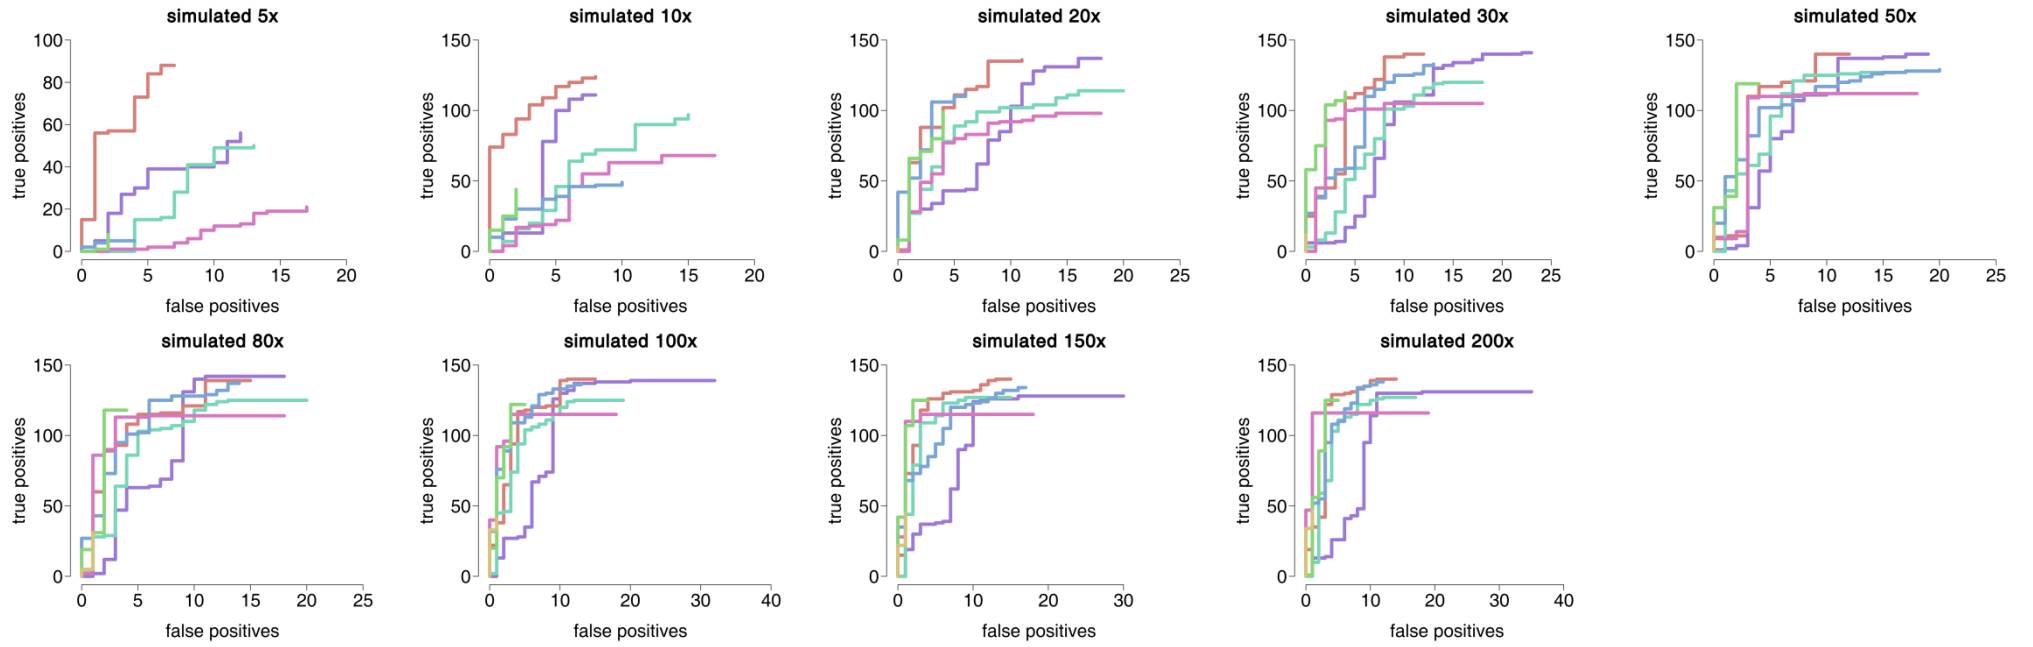 simulated 5x
100
80
60
40
20
0
true positives
0 5 10 15 20
false positives
simulated 10x
150
100
50
0
true positives
0 5 10 15 20
false positives
simulated 20x
150
100
50
0
true positives
0 5 10 15 20 25
false positives
simulated 30x
150
100
50
0
true positives
0 5 10 15 20 25
false positives
simulated 50x
150
100
50
0
true positives
0 5 10 15 20 25
false positives
simulated 80x
150
100
50
0
true positives
0 5 10 15 20 25
false positives
simulated 100x
150
100
50
0
true positives
0 10 20 30 40
false positives
simulated 150x
150
100
50
0
true positives
0 10 20 30
false positives
simulated 200x
150
100
50
0
true positives
0 10 20 30 40
false positives